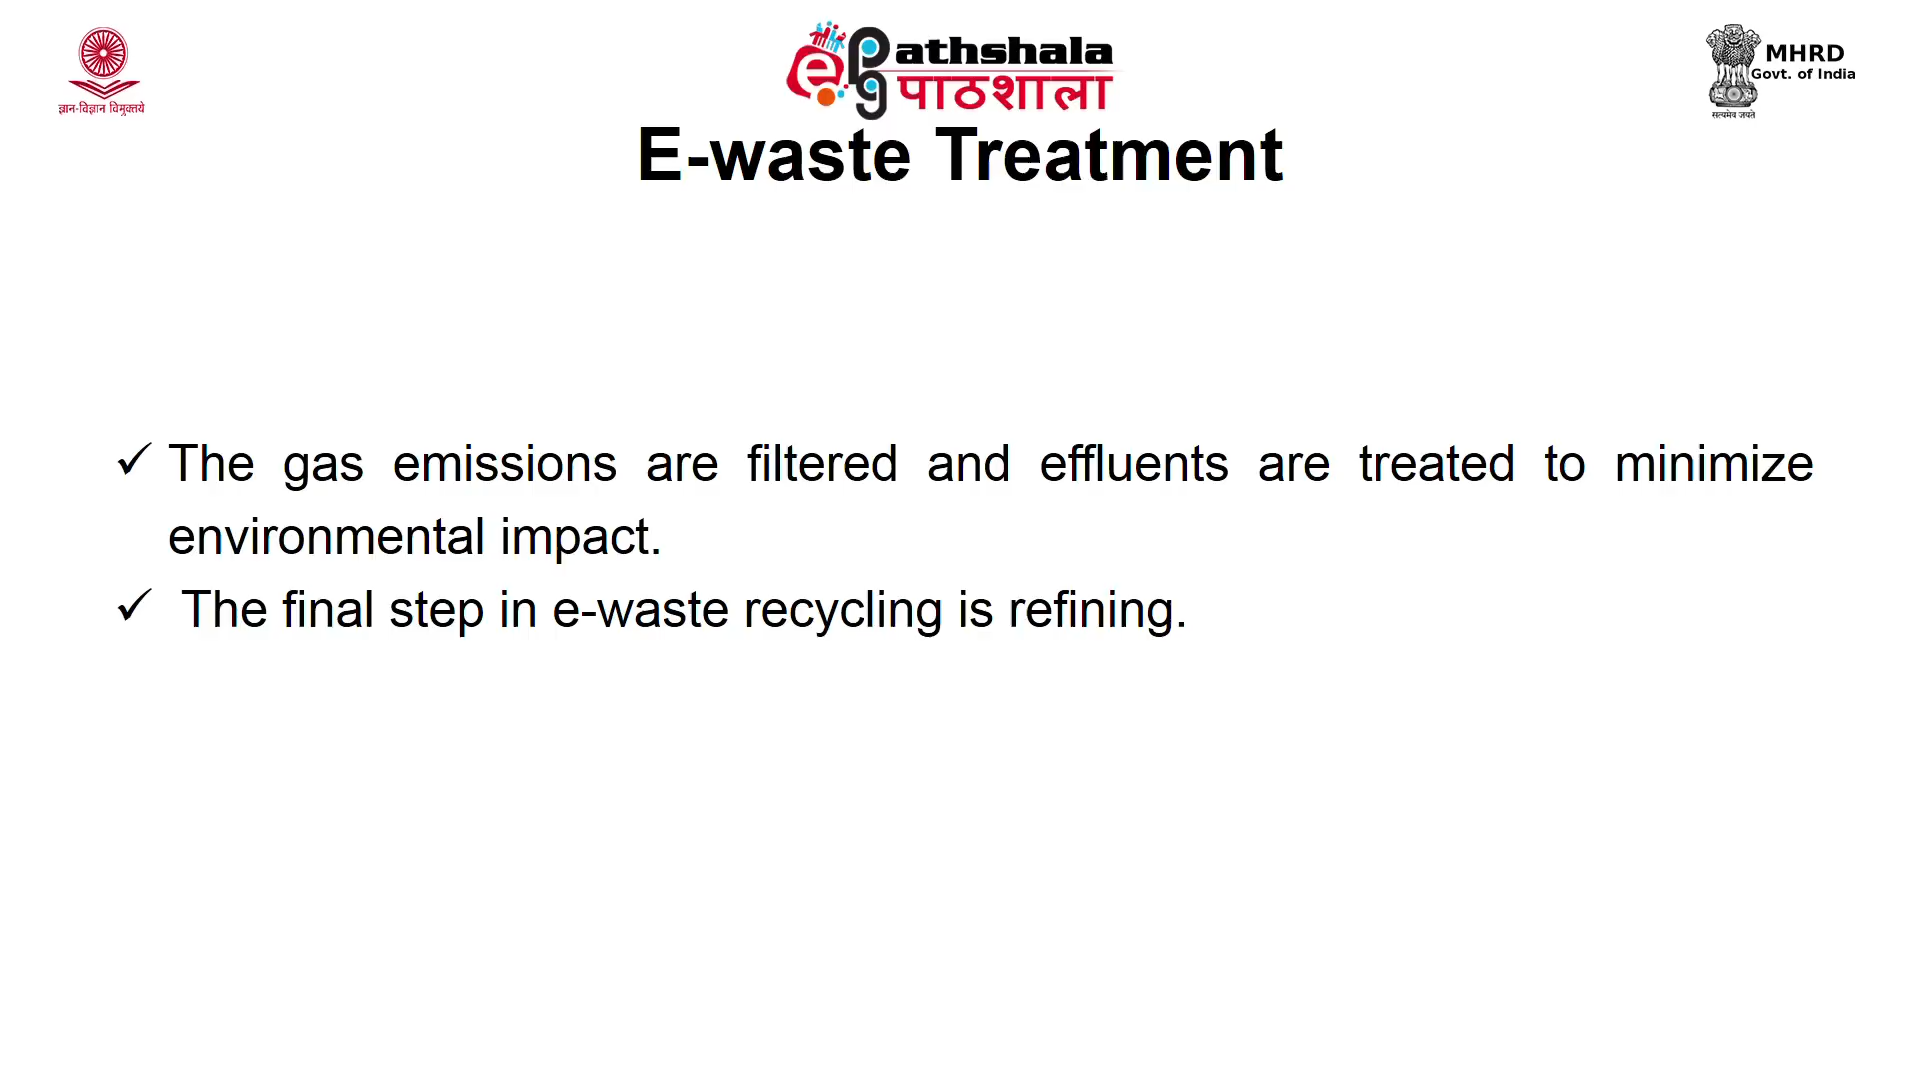 ज्ञान-विज्ञान विमुक्तये
e pg athshala
पाठशाला
MHRD
Govt. of India
सत्यमेव जयते
E-waste Treatment
✓ The gas emissions are filtered and effluents are treated to minimize
environmental impact.
✓ The final step in e-waste recycling is refining.